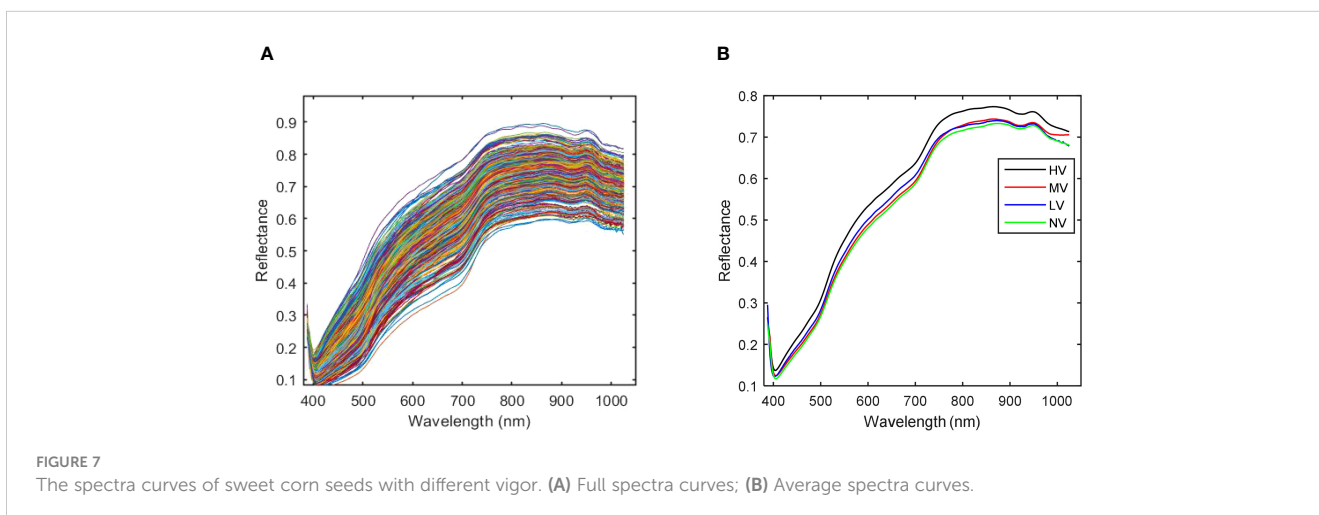 A
B
0.9
0.8
0.7
0.6
0.5
0.4
0.3
0.2
0.1
Reflectance
400 500 600 700 800 900 1000
Wavelength (nm)
0.8
0.7
0.6
0.5
0.4
0.3
0.2
0.1
Reflectance
HV
MV
LV
NV
400 500 600 700 800 900 1000
Wavelength (nm)
FIGURE 7
The spectra curves of sweet corn seeds with different vigor. (A) Full spectra curves; (B) Average spectra curves.